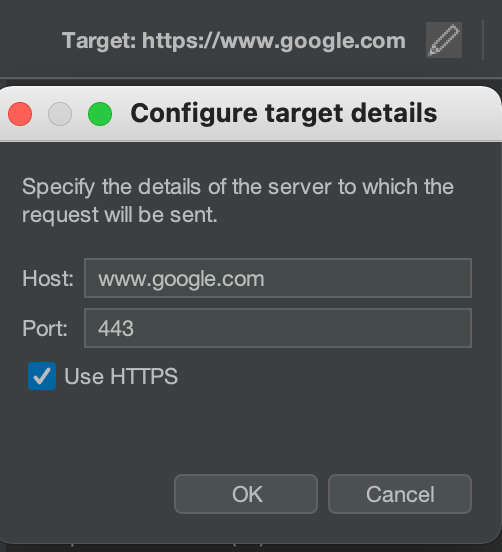 Target: https://www.google.com
Configure target details
Specify the details of the server to which the
request will be sent.
Host: www.google.com
Port: 443
Use HTTPS
OK Cancel